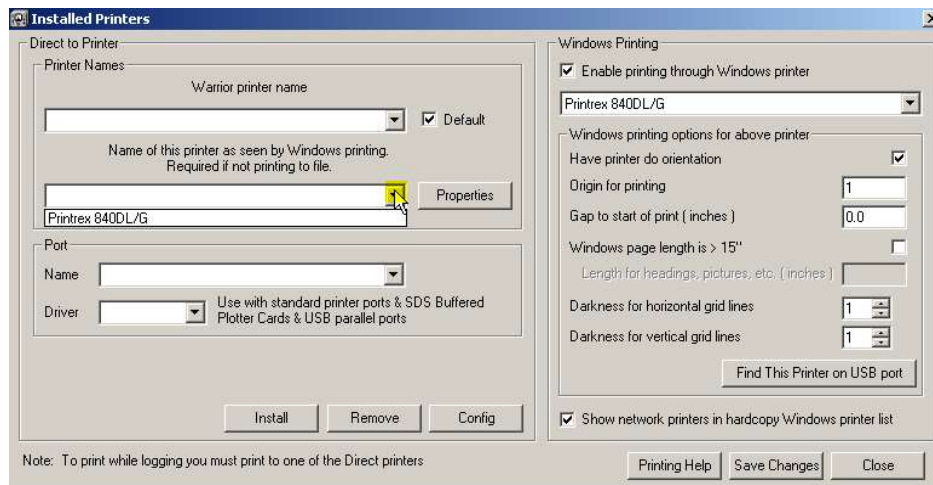 Installed Printers
Direct to Printer
Printer Names
Warrior printer name
Default
Name of this printer as seen by Windows printing.
Required if not printing to file.
Properties
Printrex 840DL/G
Port
Name
Driver
Use with standard printer ports & SDS Buffered
Plotter Cards & USB parallel ports
Install
Remove
Config
Note: To print while logging you must print to one of the Direct printers
Windows Printing
Enable printing through Windows printer
Printrex 840DL/G
Windows printing options for above printer
Have printer do orientation
Origin for printing 1
Gap to start of print ( inches ) 0.0
Windows page length is > 15"
Length for headings, pictures, etc. ( inches )
Darkness for horizontal grid lines 1
Darkness for vertical grid lines 1
Find This Printer on USB port
Show network printers in hardcopy Windows printer list
Printing Help
Save Changes
Close